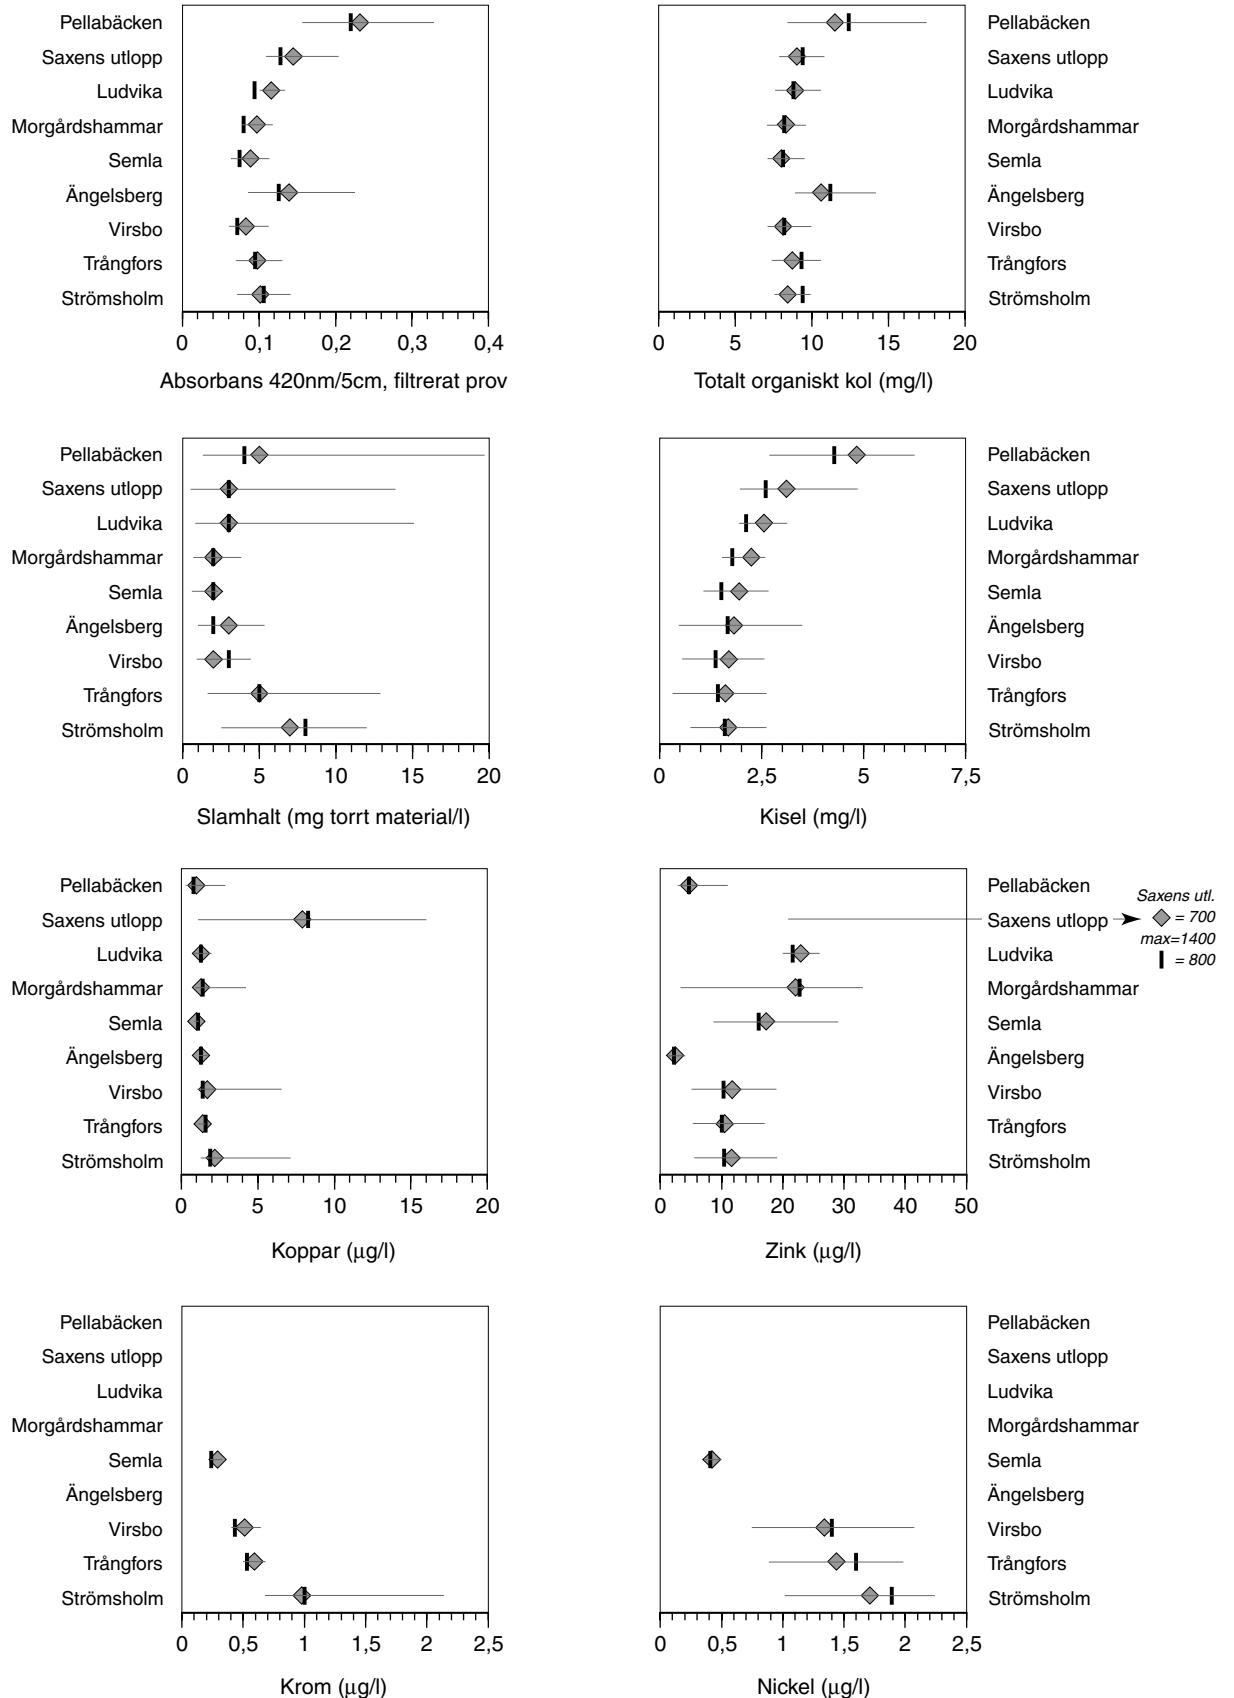 Pellabäcken
Saxens utlopp
Ludvika
Morgårdshammar
Semla
Ängelsberg
Virsbo
Trångfors
Strömsholm
0 0,1 0,2 0,3 0,4
Absorbans 420nm/5cm, filtrerat prov
Pellabäcken
Saxens utlopp
Ludvika
Morgårdshammar
Semla
Ängelsberg
Virsbo
Trångfors
Strömsholm
0 5 10 15 20
Totalt organiskt kol (mg/l)
Pellabäcken
Saxens utlopp
Ludvika
Morgårdshammar
Semla
Ängelsberg
Virsbo
Trångfors
Strömsholm
0 5 10 15 20
Slamhalt (mg torrt material/l)
Pellabäcken
Saxens utlopp
Ludvika
Morgårdshammar
Semla
Ängelsberg
Virsbo
Trångfors
Strömsholm
0 2,5 5 7,5
Kisel (mg/l)
Pellabäcken
Saxens utlopp
Ludvika
Morgårdshammar
Semla
Ängelsberg
Virsbo
Trångfors
Strömsholm
0 5 10 15 20
Koppar (µg/l)
Pellabäcken
Saxens utlopp
Ludvika
Morgårdshammar
Semla
Ängelsberg
Virsbo
Trångfors
Strömsholm
0 10 20 30 40 50
Zink (µg/l)
Saxens utl.
= 700
max=1400
= 800
Pellabäcken
Saxens utlopp
Ludvika
Morgårdshammar
Semla
Ängelsberg
Virsbo
Trångfors
Strömsholm
0 0,5 1 1,5 2 2,5
Krom (µg/l)
Pellabäcken
Saxens utlopp
Ludvika
Morgårdshammar
Semla
Ängelsberg
Virsbo
Trångfors
Strömsholm
0 0,5 1 1,5 2 2,5
Nickel (µg/l)